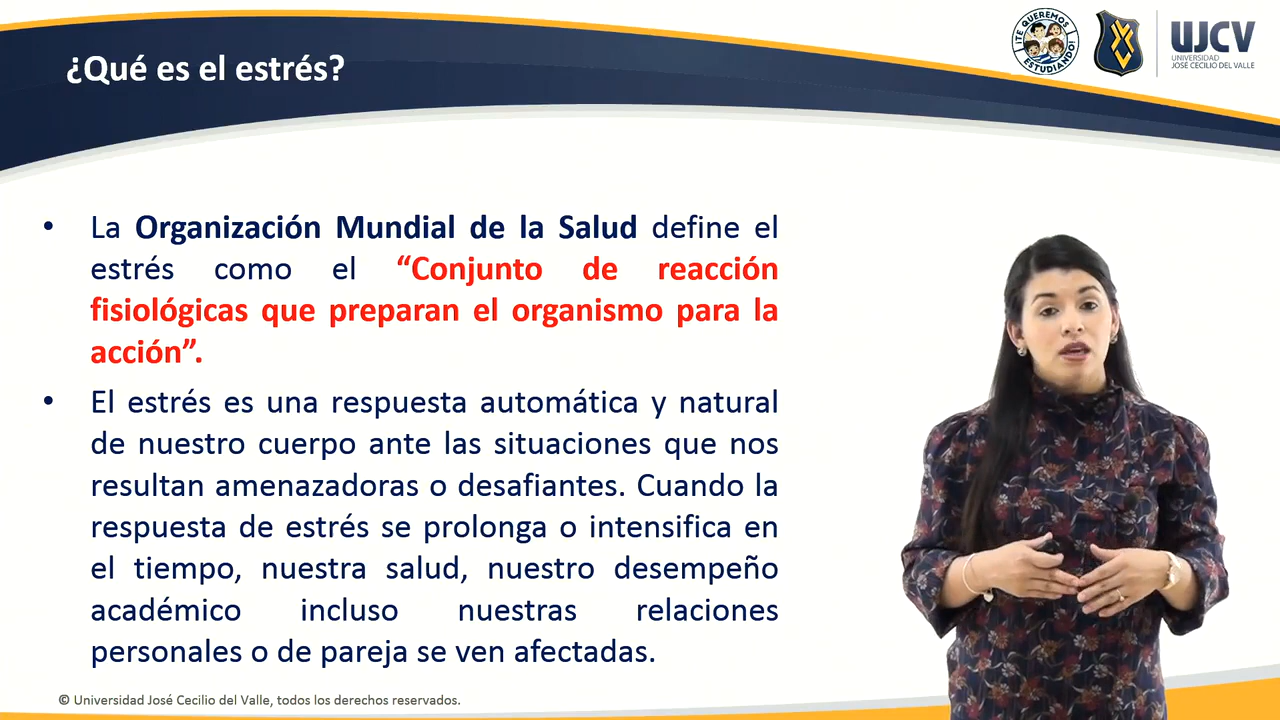 ¿Qué es el estrés?
¡TE QUEREMOS
ESTUDIANDO!
UJCV
UNIVERSIDAD
JOSÉ CECILIO DEL VALLE
• La Organización Mundial de la Salud define el
estrés como el “Conjunto de reacción
fisiológicas que preparan el organismo para la
acción”.
• El estrés es una respuesta automática y natural
de nuestro cuerpo ante las situaciones que nos
resultan amenazadoras o desafiantes. Cuando la
respuesta de estrés se prolonga o intensifica en
el tiempo, nuestra salud, nuestro desempeño
académico incluso nuestras relaciones
personales o de pareja se ven afectadas.
© Universidad José Cecilio del Valle, todos los derechos reservados.